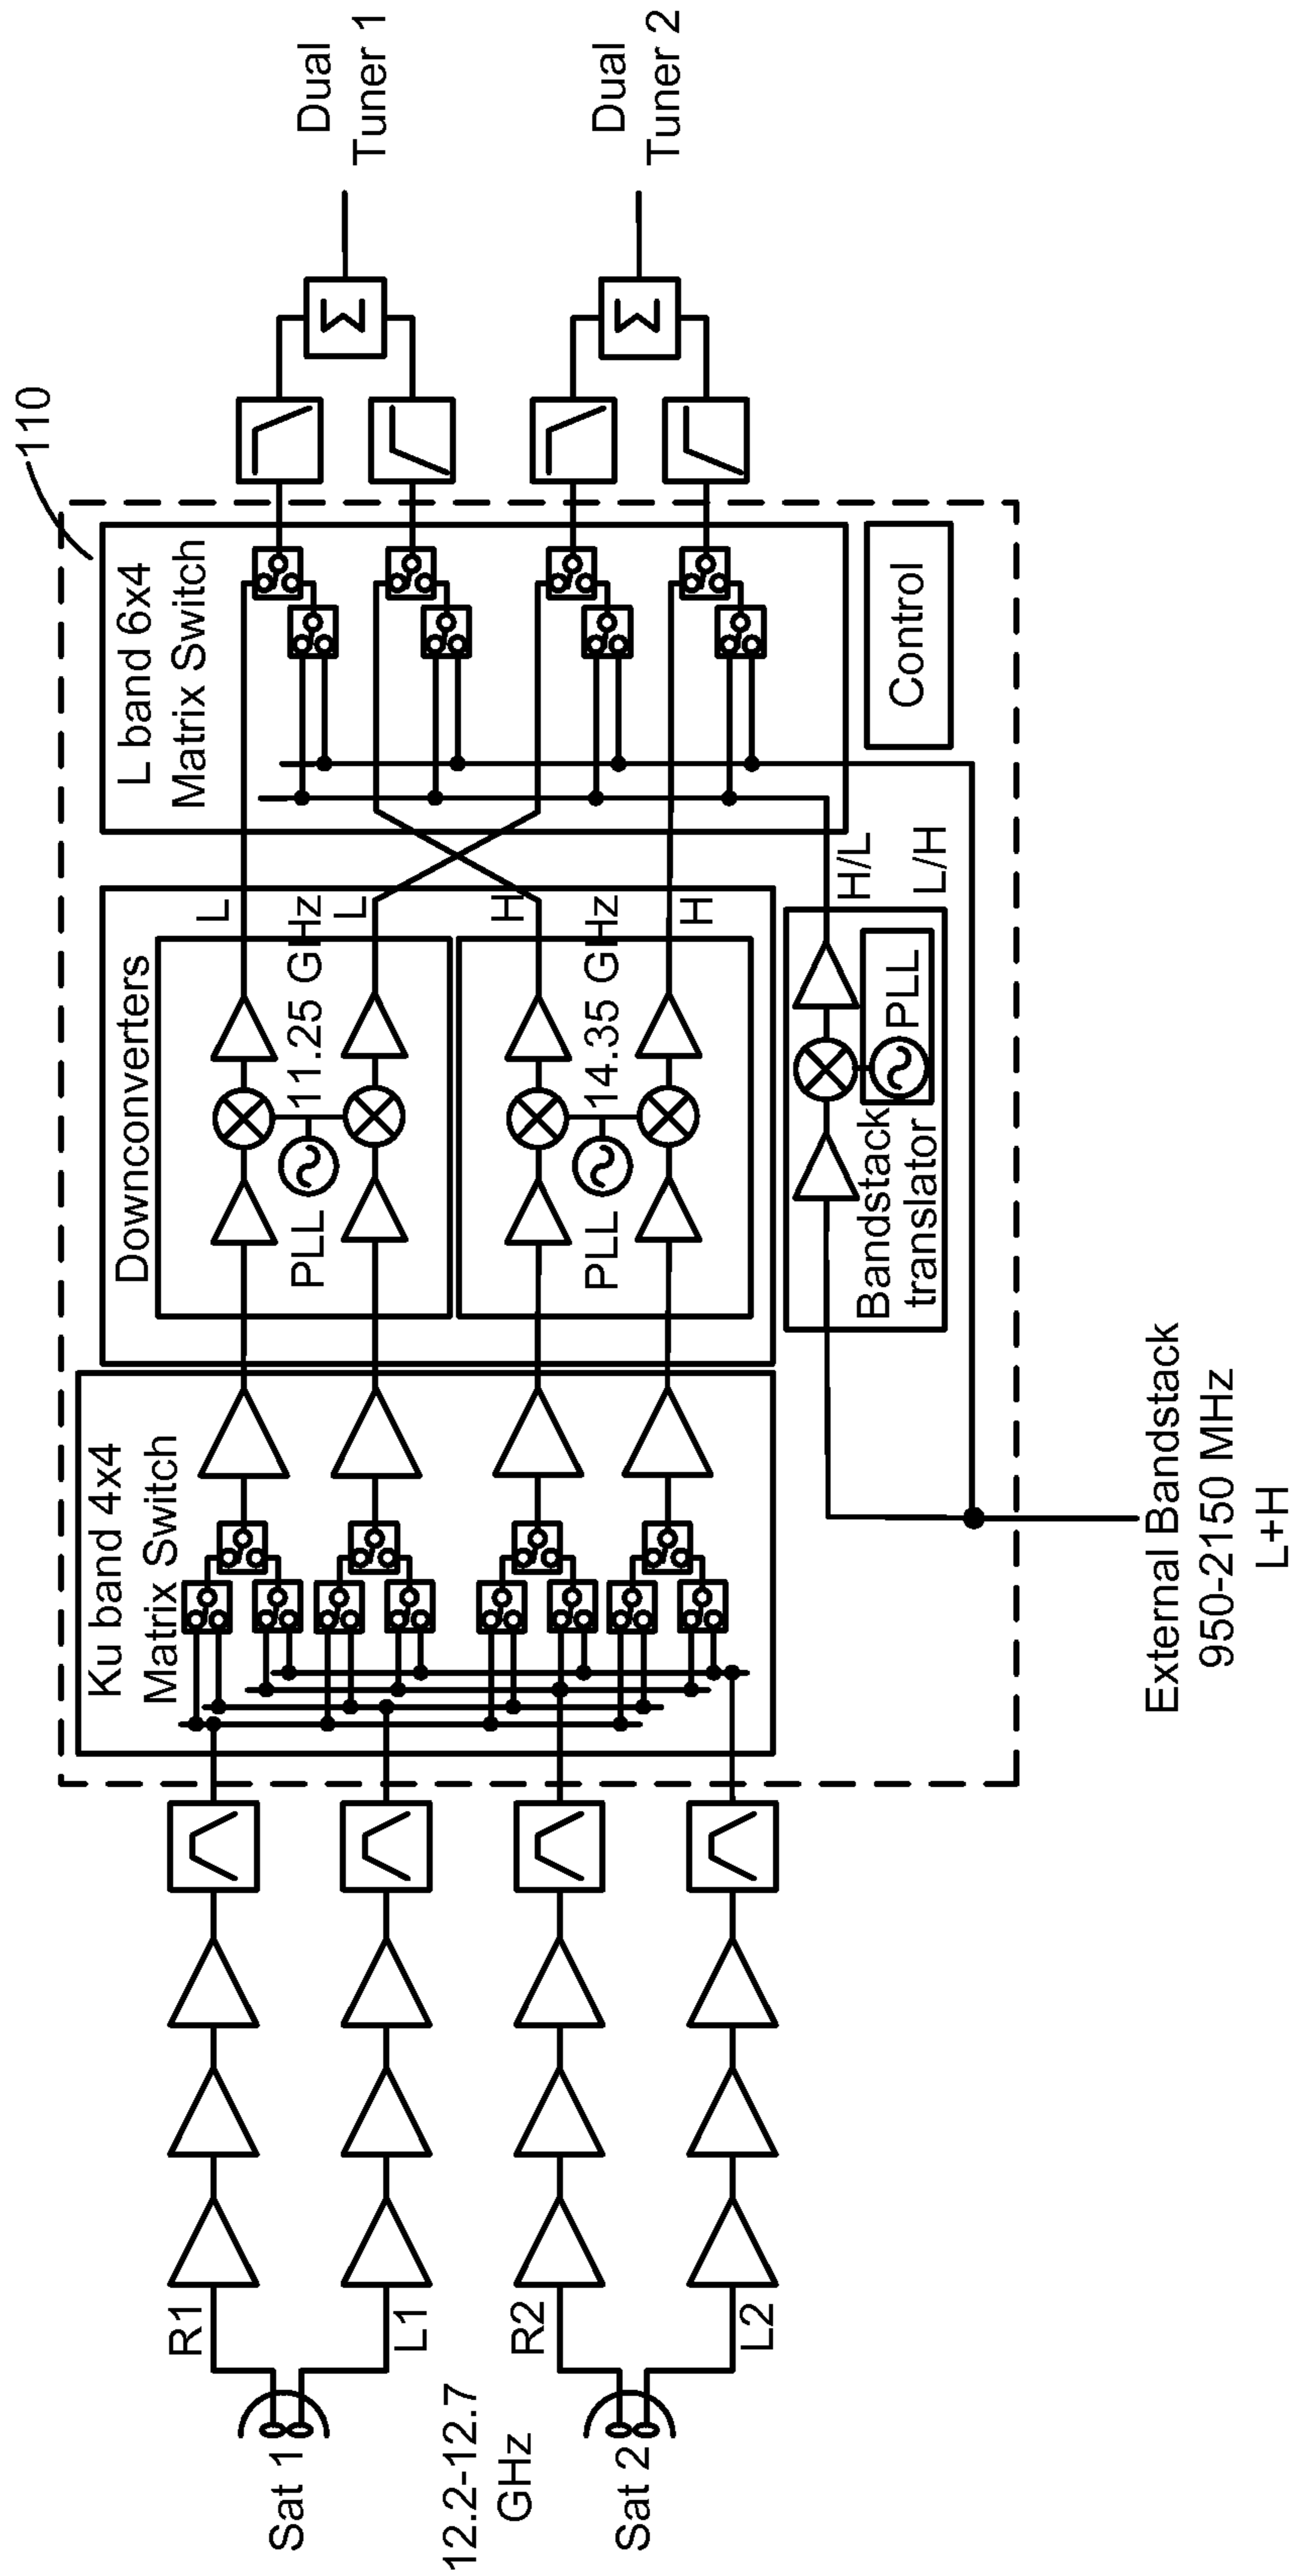 110
Sat 1
Sat 2
12.2-12.7
GHz
R1
L1
R2
L2
Ku band 4x4
Matrix Switch
Downconverters
PLL
11.25 GHz
L
L
PLL
14.35 GHz
H
H
Bandstack
translator
PLL
H/L
L/H
L band 6x4
Matrix Switch
Control
Σ
Σ
Dual
Tuner 1
Dual
Tuner 2
External Bandstack
950-2150 MHz
L+H